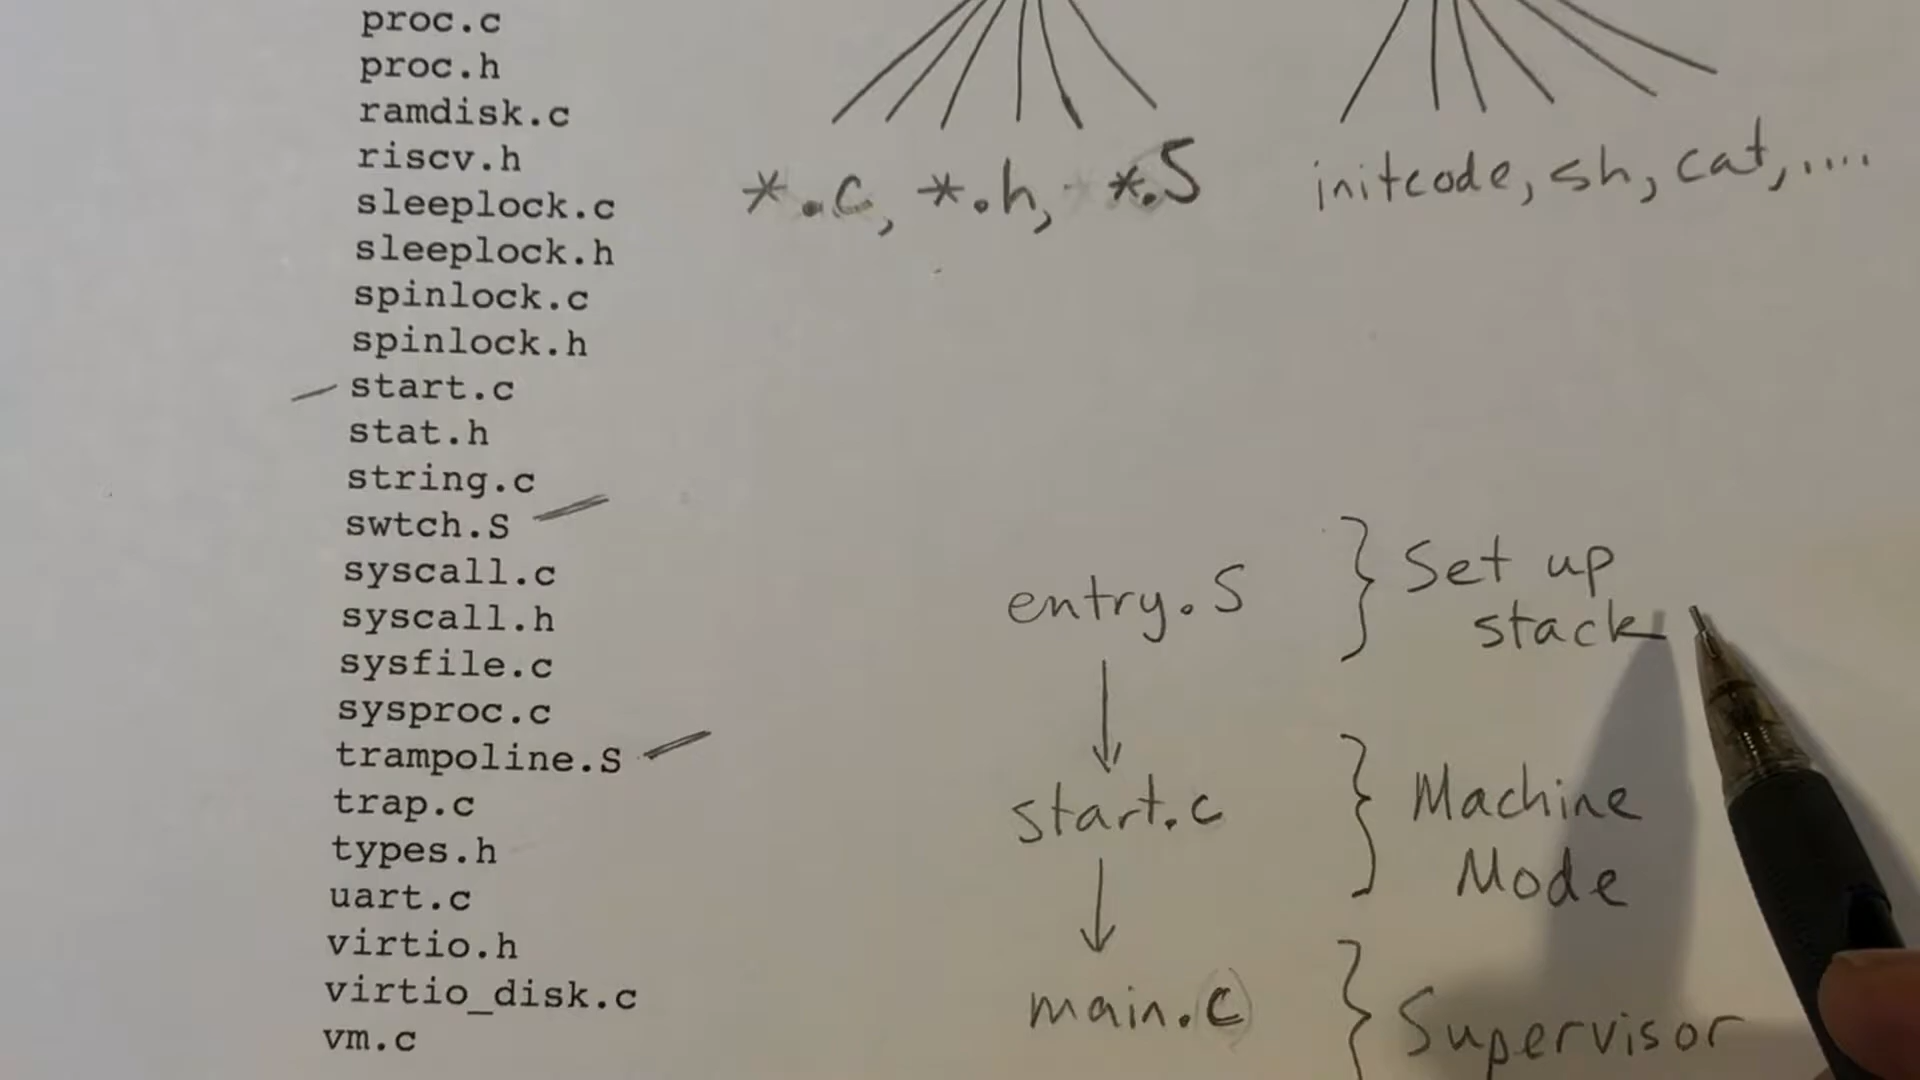 proc.c
proc.h
ramdisk.c
riscv.h
sleeplock.c
sleeplock.h
spinlock.c
spinlock.h
start.c
stat.h
string.c
swtch.S
syscall.c
syscall.h
sysfile.c
sysproc.c
trampoline.S
trap.c
types.h
uart.c
virtio.h
virtio_disk.c
vm.c
*.c, *.h, *.S
initcode, sh, cat, ....
entry.S
Set up
stack
start.c
Machine
Mode
main.c
Supervisor